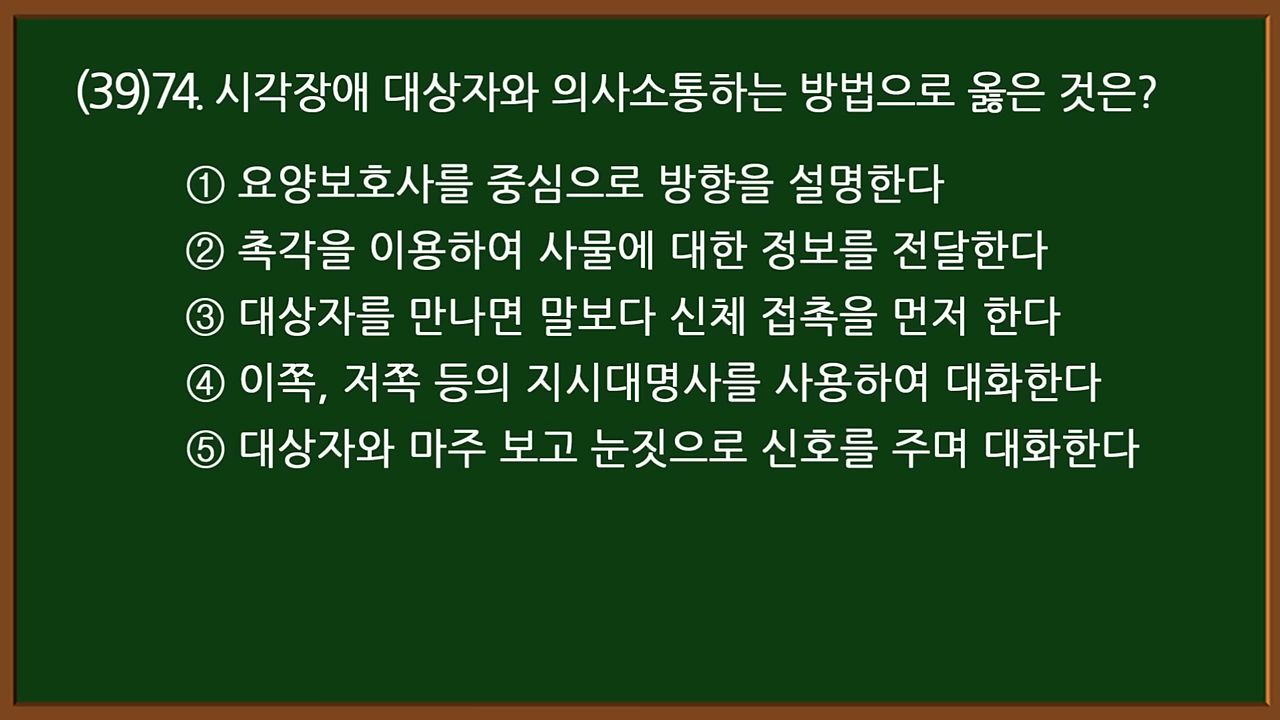 (39)74. 시각장애 대상자와 의사소통하는 방법으로 옳은 것은?
① 요양보호사를 중심으로 방향을 설명한다
② 촉각을 이용하여 사물에 대한 정보를 전달한다
③ 대상자를 만나면 말보다 신체 접촉을 먼저 한다
④ 이쪽, 저쪽 등의 지시대명사를 사용하여 대화한다
⑤ 대상자와 마주 보고 눈짓으로 신호를 주며 대화한다